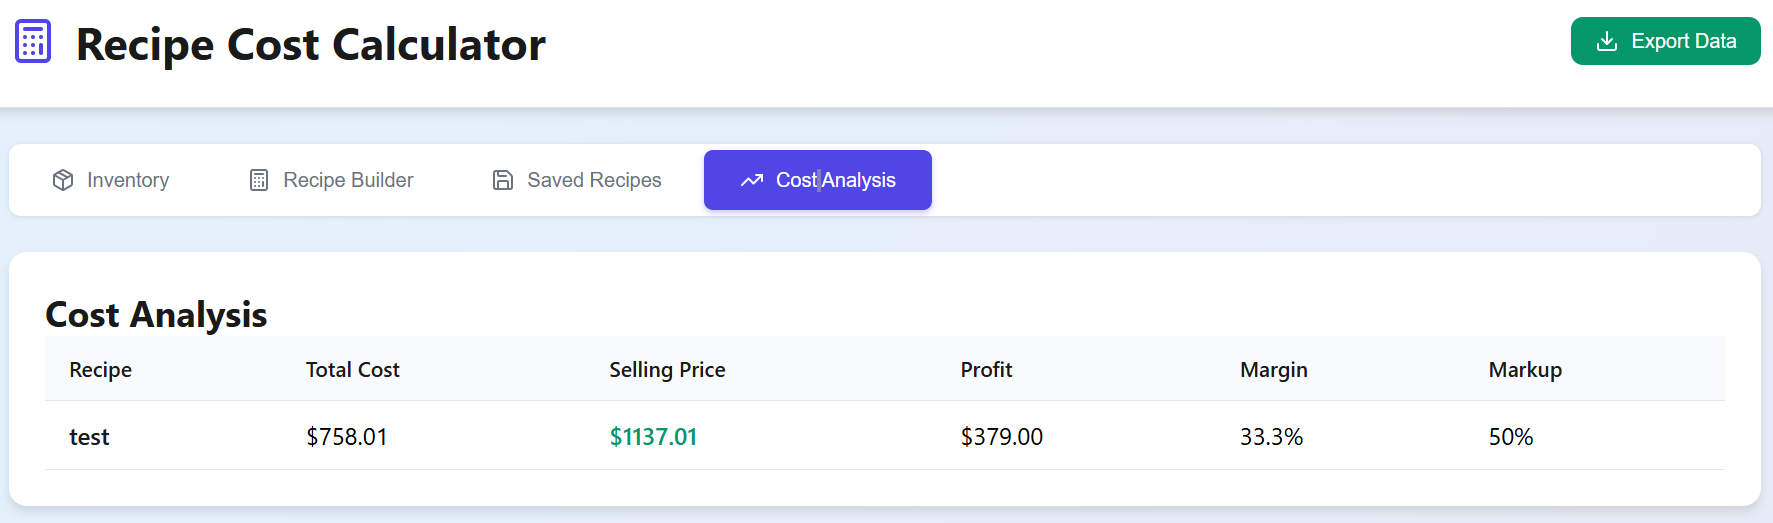 Recipe Cost Calculator
Export Data
Inventory
Recipe Builder
Saved Recipes
Cost Analysis
Cost Analysis
Recipe Total Cost Selling Price Profit Margin Markup
test $758.01 $1137.01 $379.00 33.3% 50%